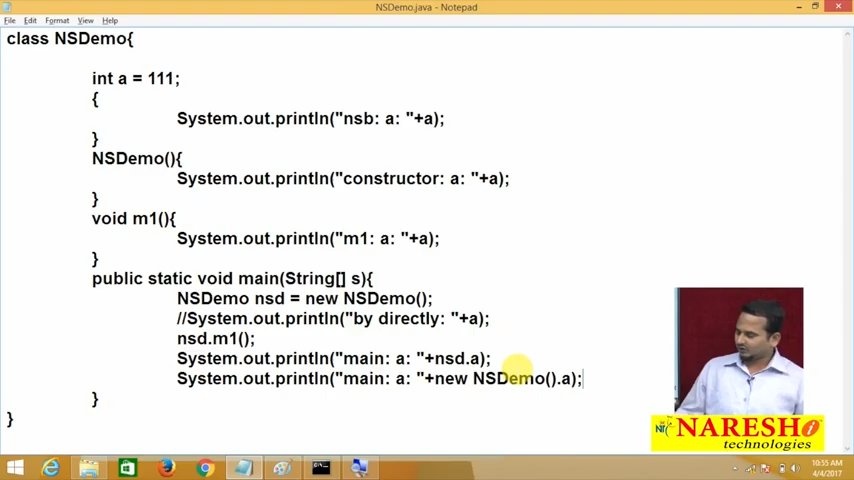 NSDemo.java - Notepad
File Edit Format View Help
class NSDemo{
int a = 111;
{
System.out.println("nsb: a: "+a);
}
NSDemo(){
System.out.println("constructor: a: "+a);
}
void m1(){
System.out.println("m1: a: "+a);
}
public static void main(String[] s){
NSDemo nsd = new NSDemo();
//System.out.println("by directly: "+a);
nsd.m1();
System.out.println("main: a: "+nsd.a);
System.out.println("main: a: "+new NSDemo().a);
}
}
NARESH i
technologies
10:55 AM
4/4/2017